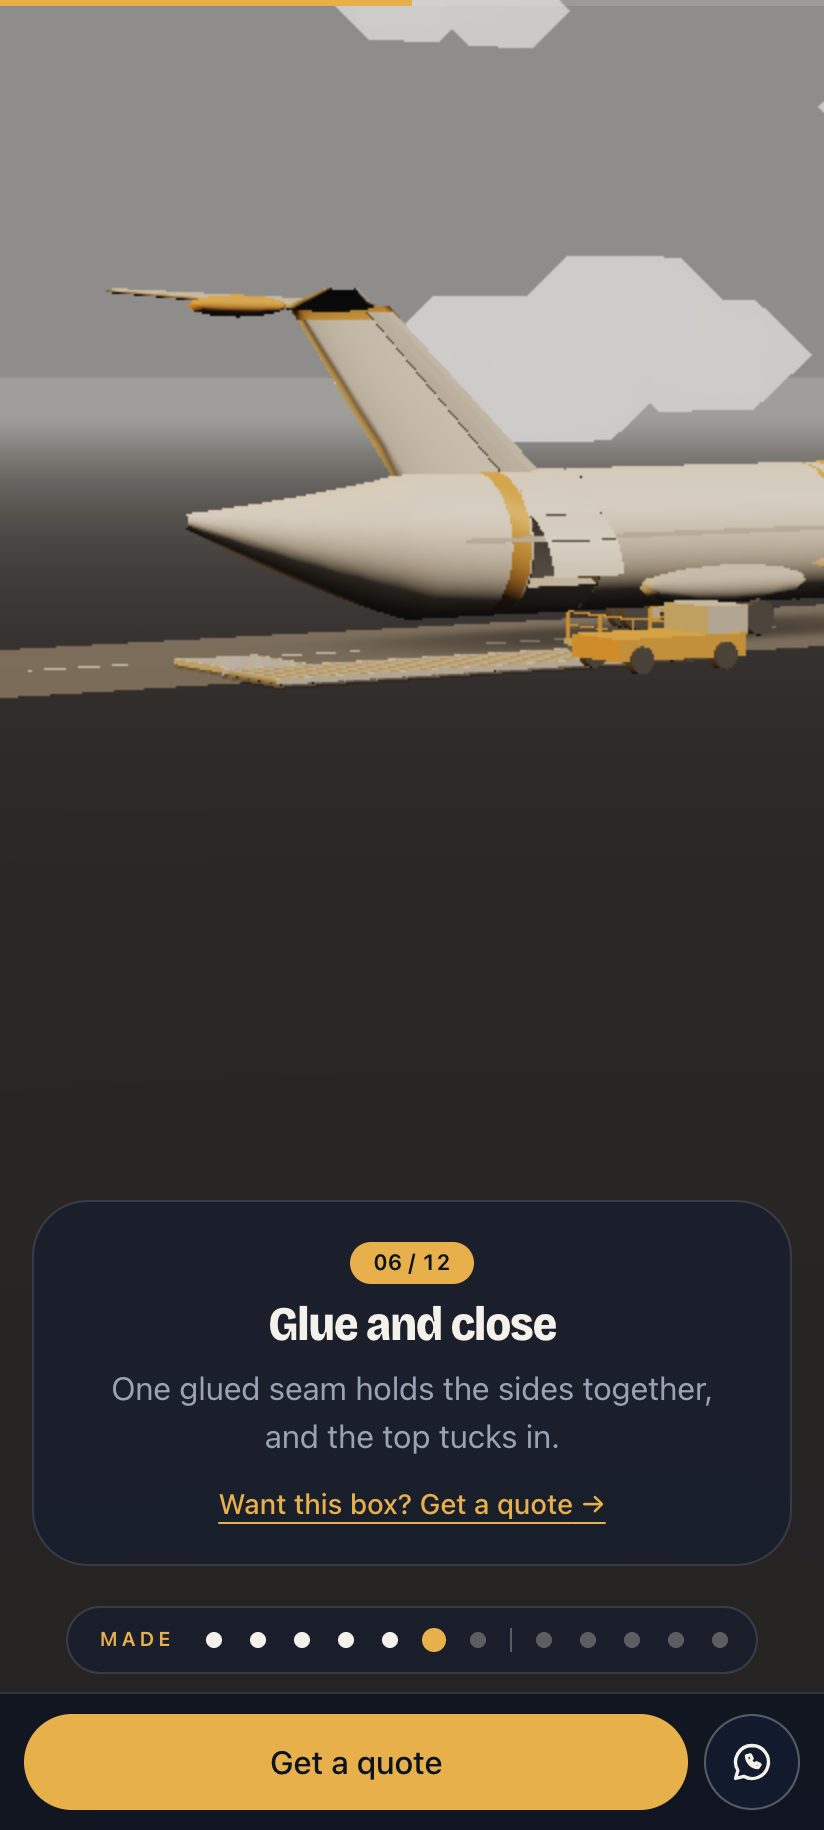 06 / 12
Glue and close
One glued seam holds the sides together,
and the top tucks in.
Want this box? Get a quote →
MADE
Get a quote